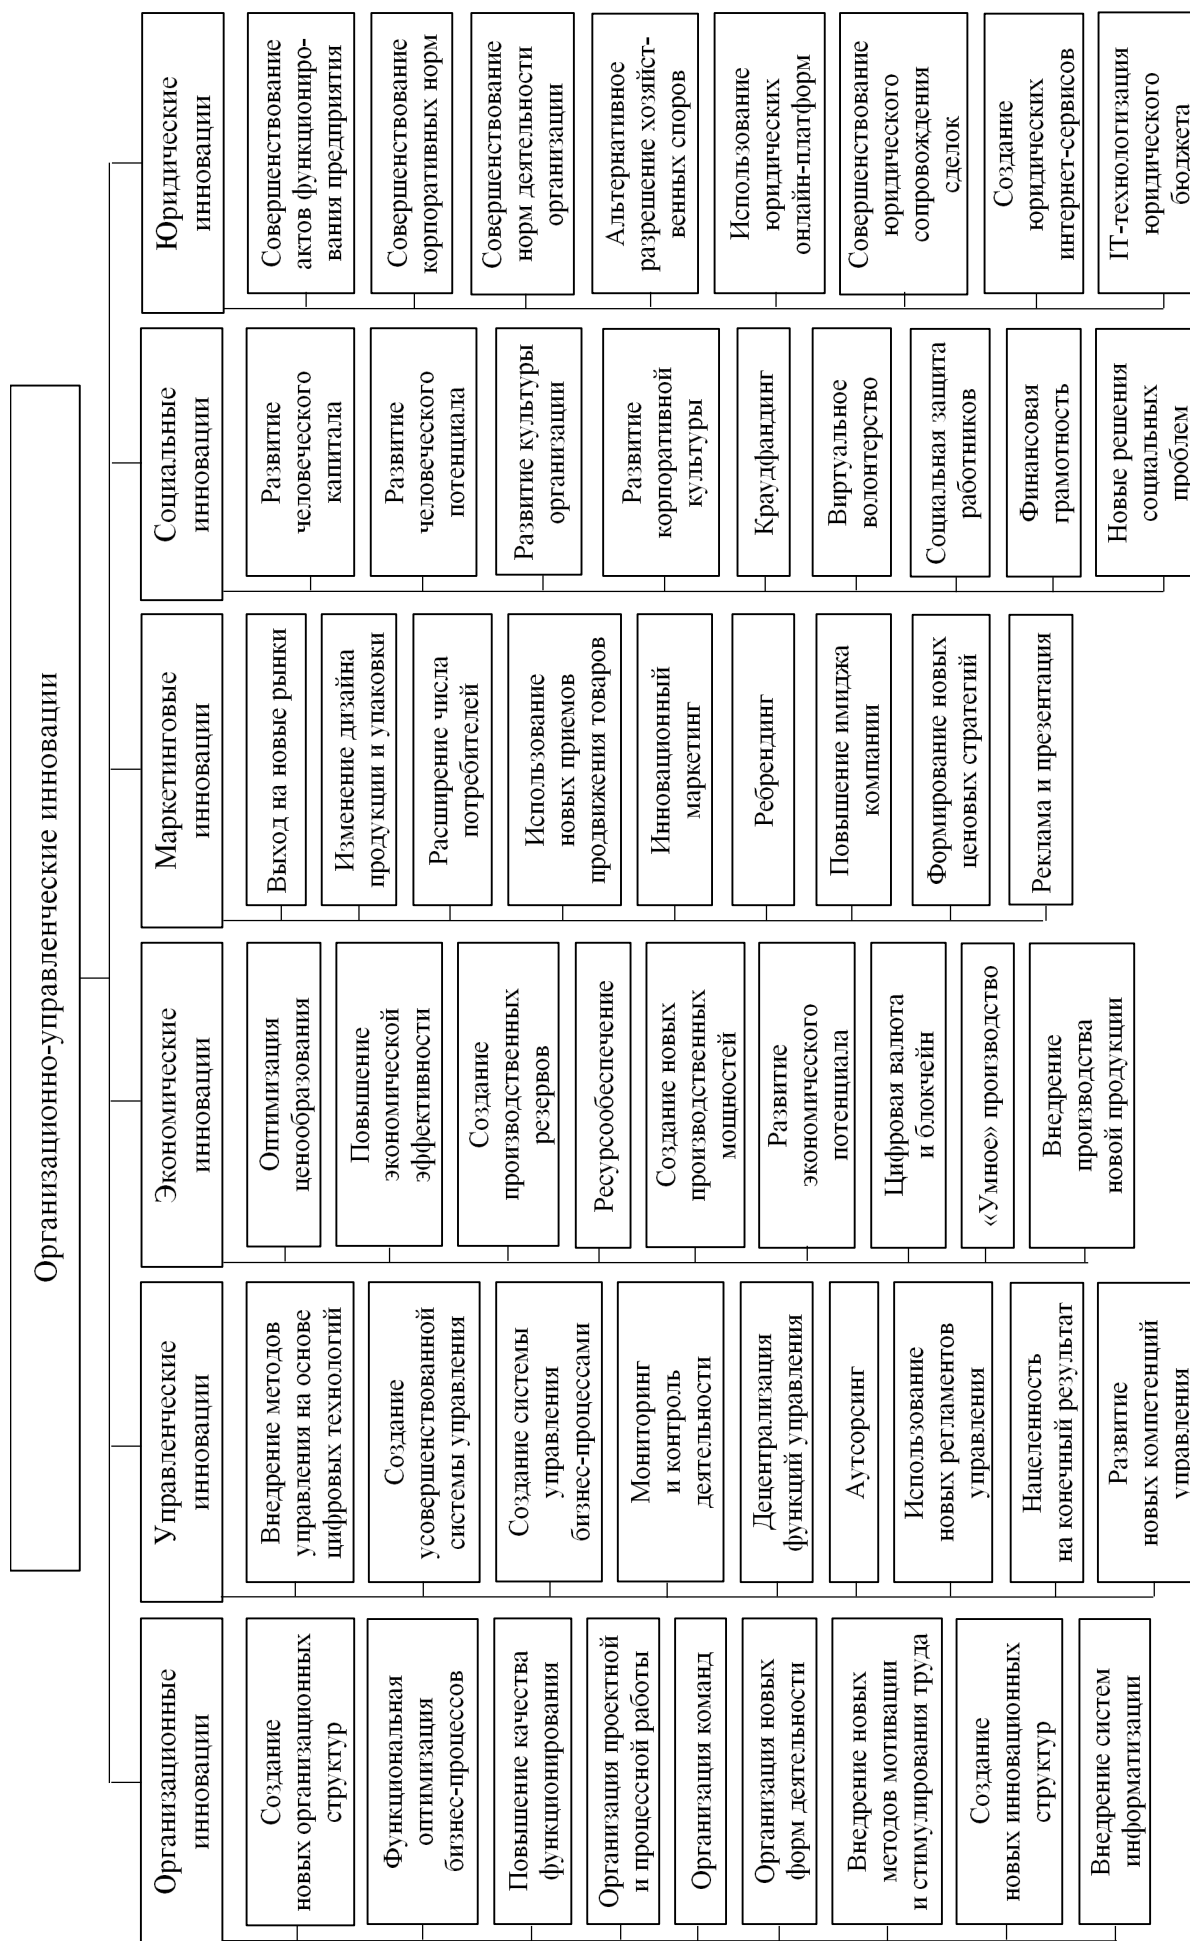 Организационно-управленческие инновации
Организационные
инновации
Создание
новых организационных
структур
Функциональная
оптимизация
бизнес-процессов
Повышение качества
функционирования
Организация проектной
и процессной работы
Организация команд
Организация новых
форм деятельности
Внедрение новых
методов мотивации
и стимулирования труда
Создание
новых инновационных
структур
Внедрение систем
информатизации
Управленческие
инновации
Внедрение методов
управления на основе
цифровых технологий
Создание
усовершенствованной
системы управления
Создание системы
управления
бизнес-процессами
Мониторинг
и контроль
деятельности
Децентрализация
функций управления
Аутсорсинг
Использование
новых регламентов
управления
Нацеленность
на конечный результат
Развитие
новых компетенций
управления
Экономические
инновации
Оптимизация
ценообразования
Повышение
экономической
эффективности
Создание
производственных
резервов
Ресурсообеспечение
Создание новых
производственных
мощностей
Развитие
экономического
потенциала
Цифровая валюта
и блокчейн
«Умное» производство
Внедрение
производства
новой продукции
Маркетинговые
инновации
Выход на новые рынки
Изменение дизайна
продукции и упаковки
Расширение числа
потребителей
Использование
новых приемов
продвижения товаров
Инновационный
маркетинг
Ребрендинг
Повышение имиджа
компании
Формирование новых
ценовых стратегий
Реклама и презентация
Социальные
инновации
Развитие
человеческого
капитала
Развитие
человеческого
потенциала
Развитие культуры
организации
Развитие
корпоративной
культуры
Краудфандинг
Виртуальное
волонтерство
Социальная защита
работников
Финансовая
грамотность
Новые решения
социальных
проблем
Юридические
инновации
Совершенствование
актов функциониро-
вания предприятия
Совершенствование
корпоративных норм
Совершенствование
норм деятельности
организации
Альтернативное
разрешение хозяйст-
венных споров
Использование
юридических
онлайн-платформ
Совершенствование
юридического
сопровождения
сделок
Создание
юридических
интернет-сервисов
IT-технологизация
юридического
бюджета